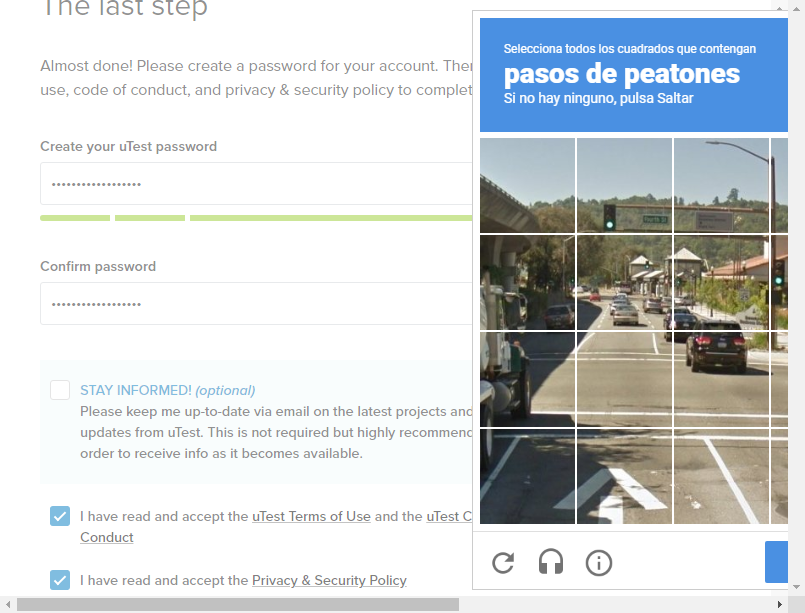 The last step
Almost done! Please create a password for your account. Ther
use, code of conduct, and privacy & security policy to complet
Create your uTest password
••••••••••••••••••
Confirm password
••••••••••••••••••
STAY INFORMED! (optional)
Please keep me up-to-date via email on the latest projects and
updates from uTest. This is not required but highly recommend
order to receive info as it becomes available.
I have read and accept the uTest Terms of Use and the uTest C
Conduct
I have read and accept the Privacy & Security Policy
Selecciona todos los cuadrados que contengan
pasos de peatones
Si no hay ninguno, pulsa Saltar